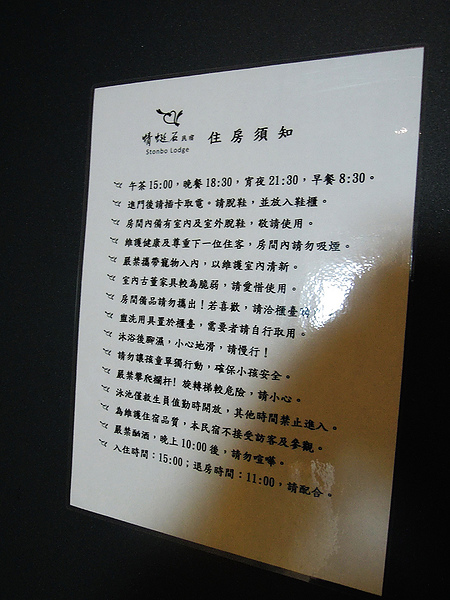 蜻蜓石民宿 住房須知
Stonbo Lodge
午茶15:00，晚餐18:30，宵夜21:30，早餐8:30。
進門後請插卡取電。請脫鞋，並放入鞋櫃。
房間內備有室內及室外脫鞋，敬請使用。
維護健康及尊重下一位住客，房間內請勿吸煙。
嚴禁攜帶寵物入內，以維護室內清新。
室內古董家具較為脆弱，請愛惜使用。
房間備品請勿攜出！若喜歡，請洽櫃臺
盥洗用具置於櫃臺，需要者請自行取用。
沐浴後腳濕，小心地滑，請慢行！
請勿讓孩童單獨行動，確保小孩安全。
嚴禁攀爬欄杆！旋轉梯較危險，請小心。
泳池僅救生員值勤時開放，其他時間禁止進入。
為維護住宿品質，本民宿不接受訪客及參觀。
嚴禁酗酒，晚上10:00後，請勿喧嘩。
入住時間：15:00；退房時間：11:00，請配合。